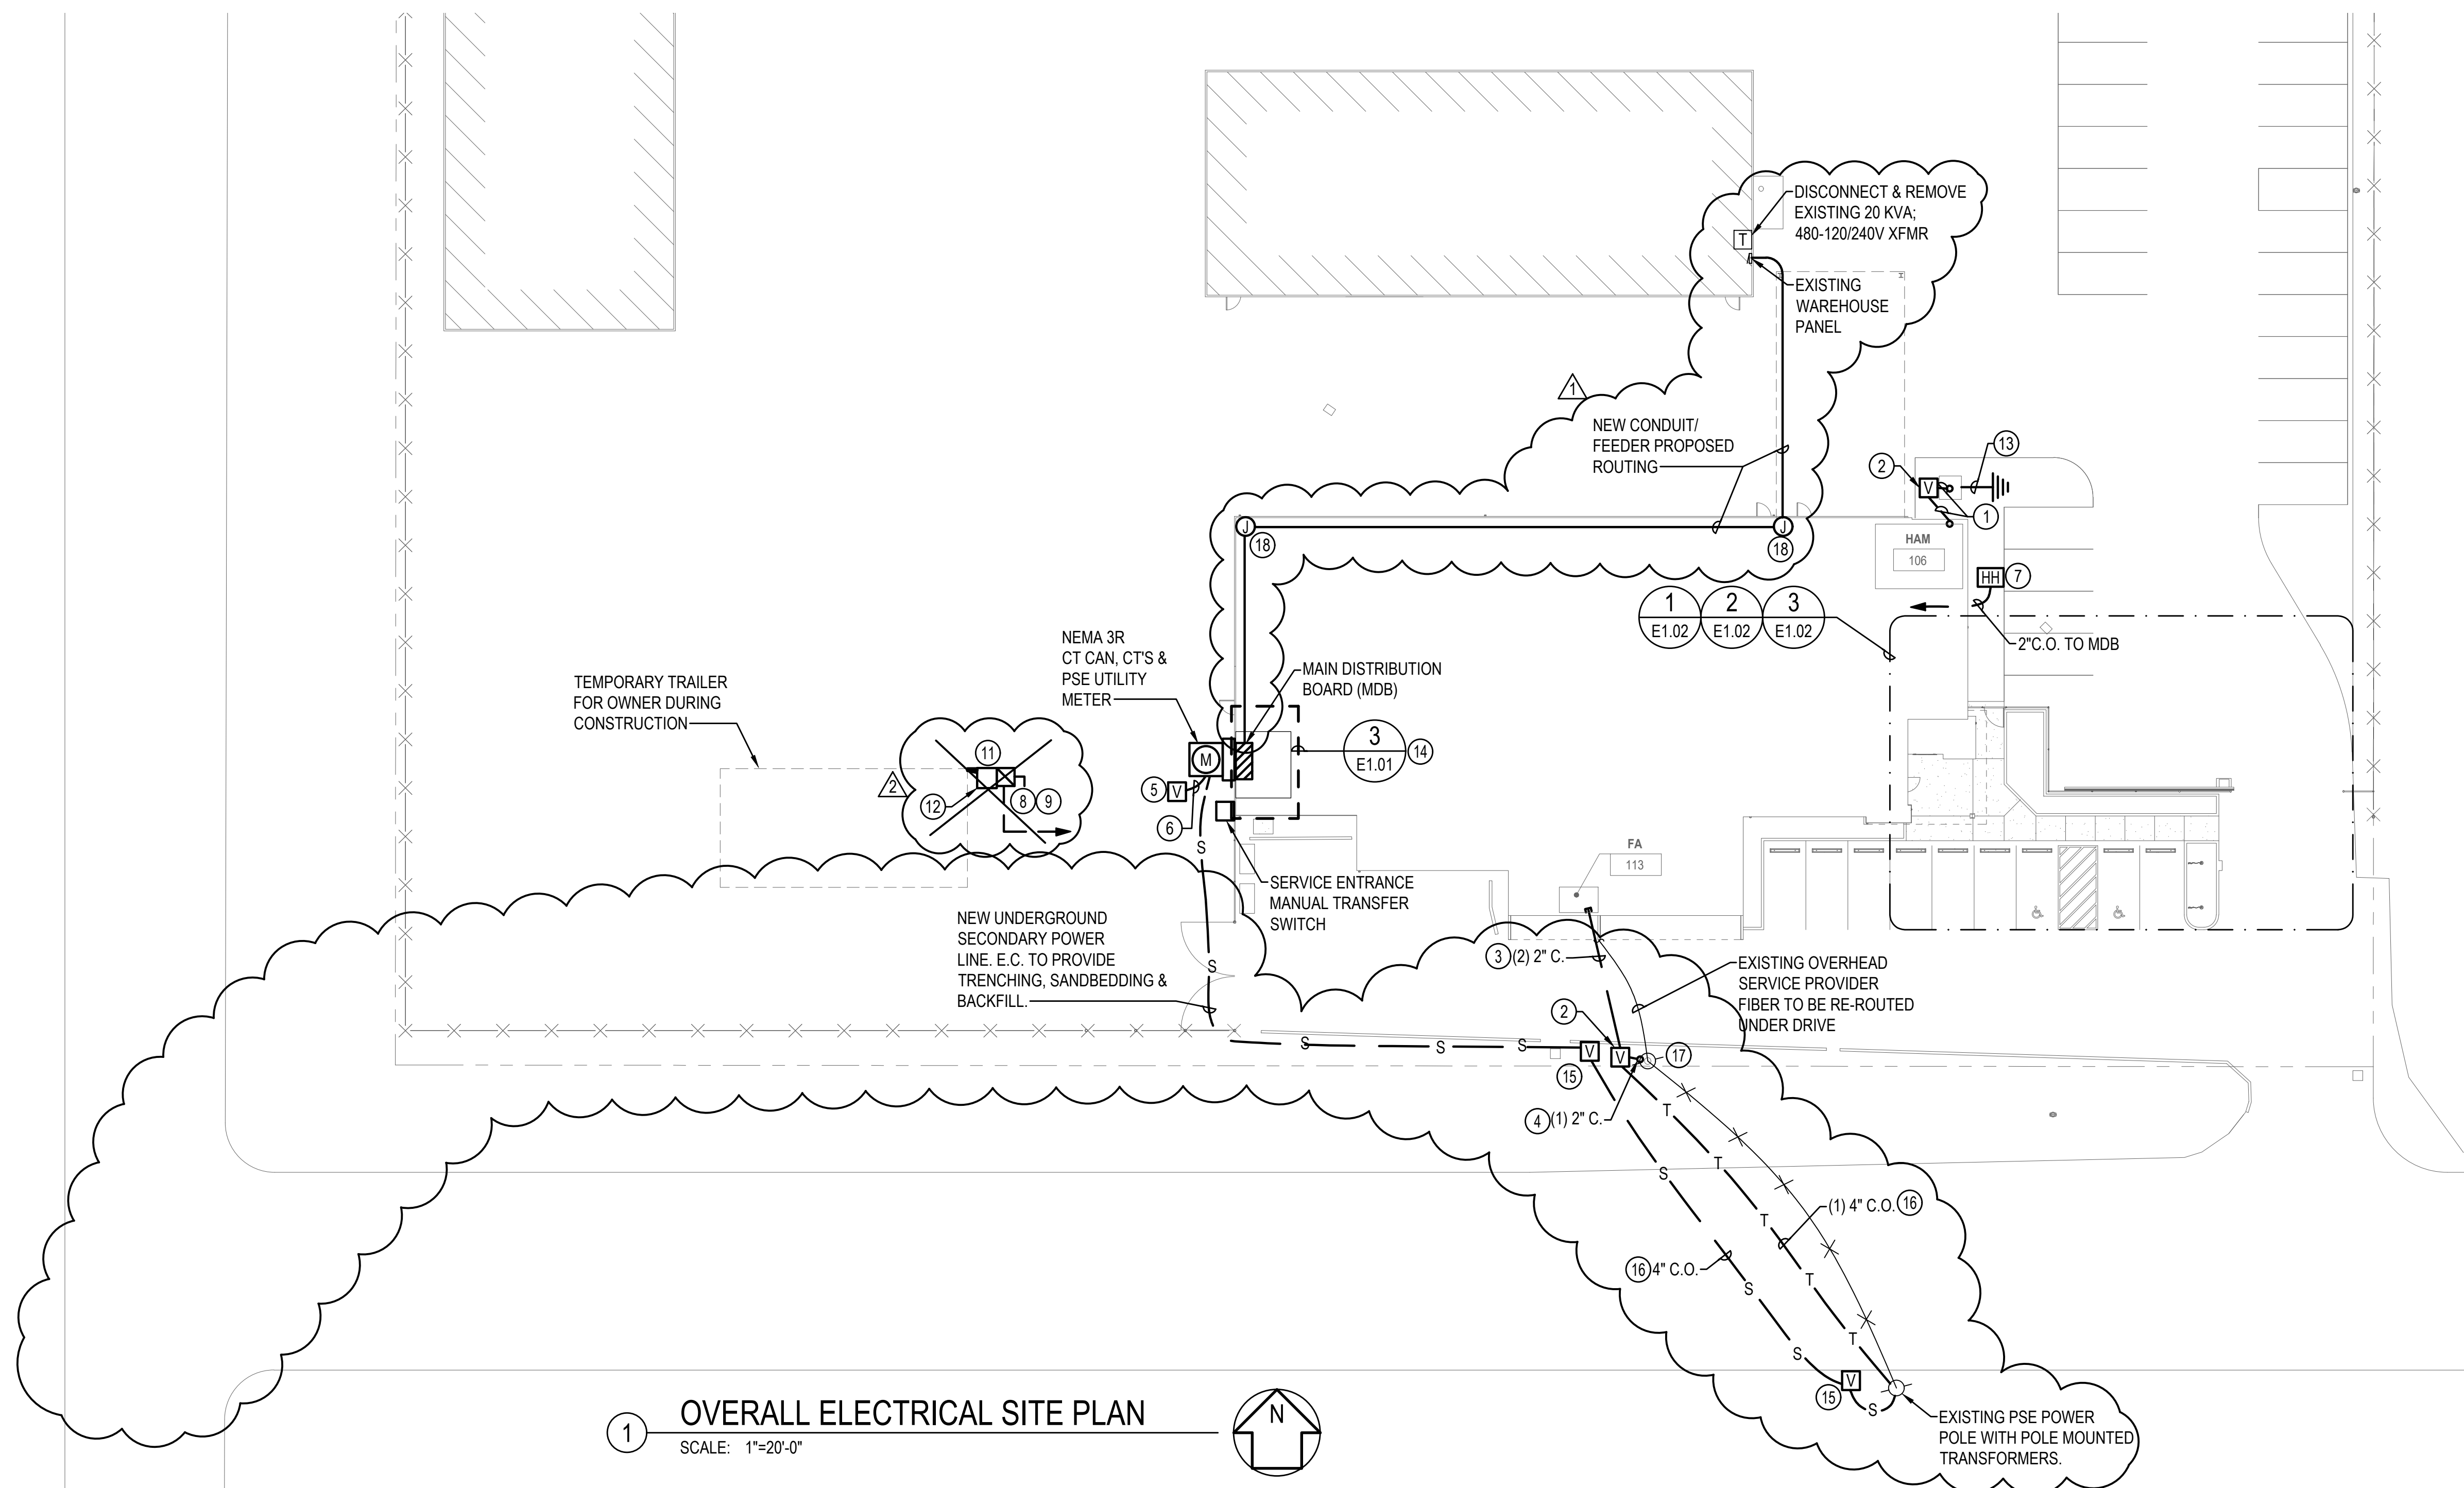 DISCONNECT & REMOVE
EXISTING 20 KVA;
480-120/240V XFMR
T
EXISTING
WAREHOUSE
PANEL
1
NEW CONDUIT/
FEEDER PROPOSED
ROUTING
13
2
V
1
J
18
J
18
HAM
106
HH
7
2"C.O. TO MDB
1
E1.02
2
E1.02
3
E1.02
NEMA 3R
CT CAN, CT'S &
PSE UTILITY
METER
MAIN DISTRIBUTION
BOARD (MDB)
TEMPORARY TRAILER
FOR OWNER DURING
CONSTRUCTION
3
E1.01
14
M
11
2
12
8
9
5
V
6
S
SERVICE ENTRANCE
MANUAL TRANSFER
SWITCH
FA
113
NEW UNDERGROUND
SECONDARY POWER
LINE. E.C. TO PROVIDE
TRENCHING, SANDBEDDING &
BACKFILL.
S
3
(2) 2" C.
EXISTING OVERHEAD
SERVICE PROVIDER
FIBER TO BE RE-ROUTED
UNDER DRIVE
2
S
S
S
V
V
17
15
4
(1) 2" C.
T
T
S
T
(1) 4" C.O.
16
16
4" C.O.
S
T
T
S
V
15
S
EXISTING PSE POWER
POLE WITH POLE MOUNTED
TRANSFORMERS.
1
OVERALL ELECTRICAL SITE PLAN
SCALE: 1"=20'-0"
N